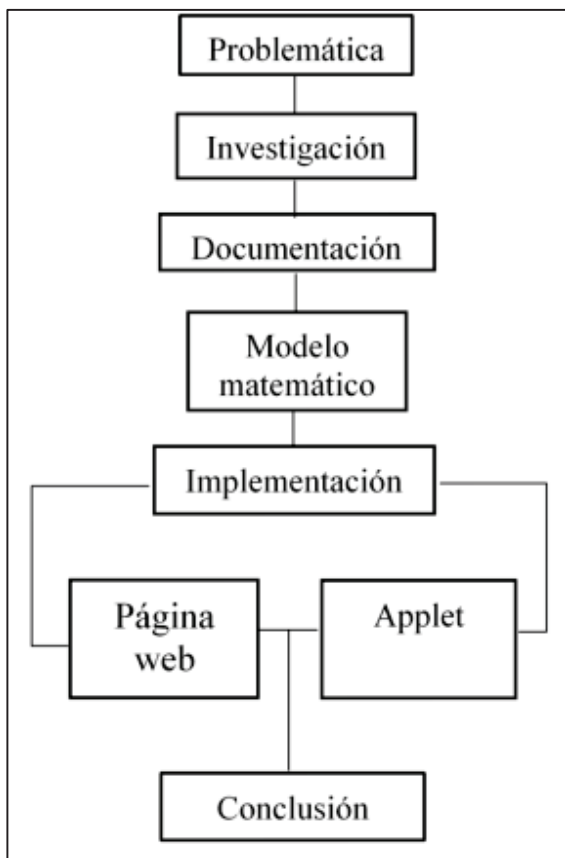 Problemática
Investigación
Documentación
Modelo
matemático
Implementación
Página
web
Applet
Conclusión